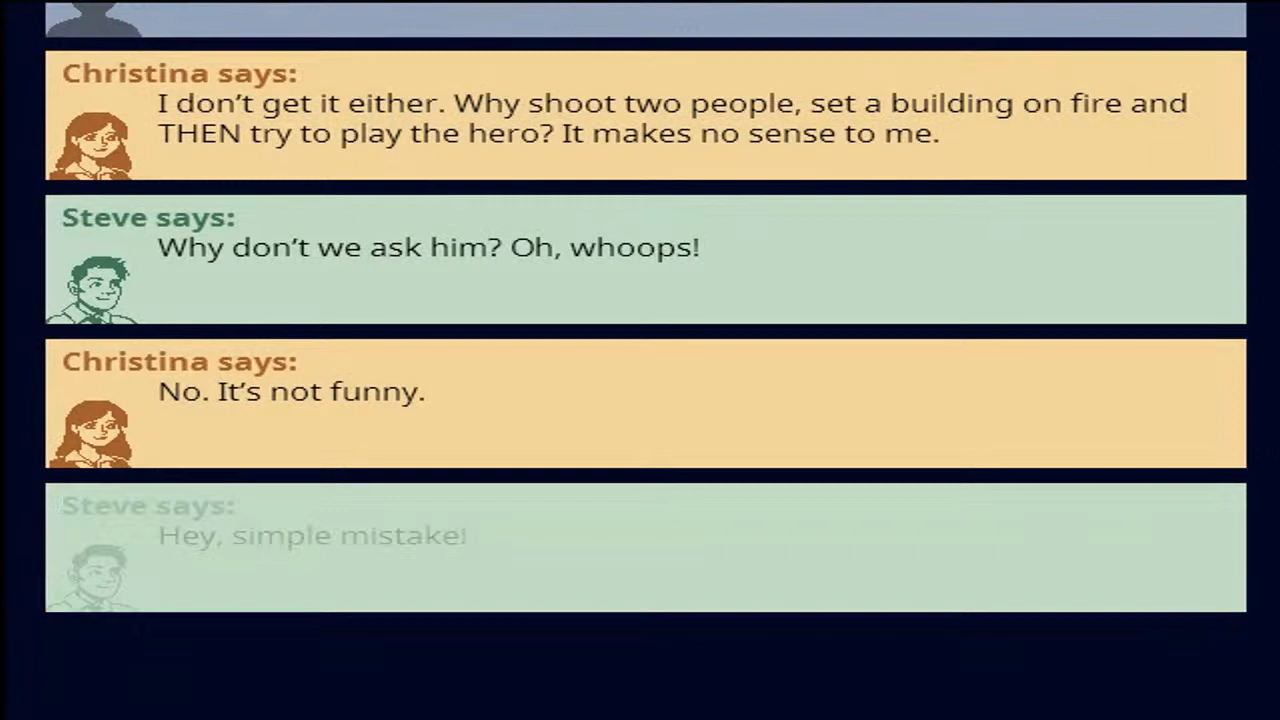 Christina says:
I don’t get it either. Why shoot two people, set a building on fire and
THEN try to play the hero? It makes no sense to me.
Steve says:
Why don’t we ask him? Oh, whoops!
Christina says:
No. It’s not funny.
Steve says:
Hey, simple mistake!